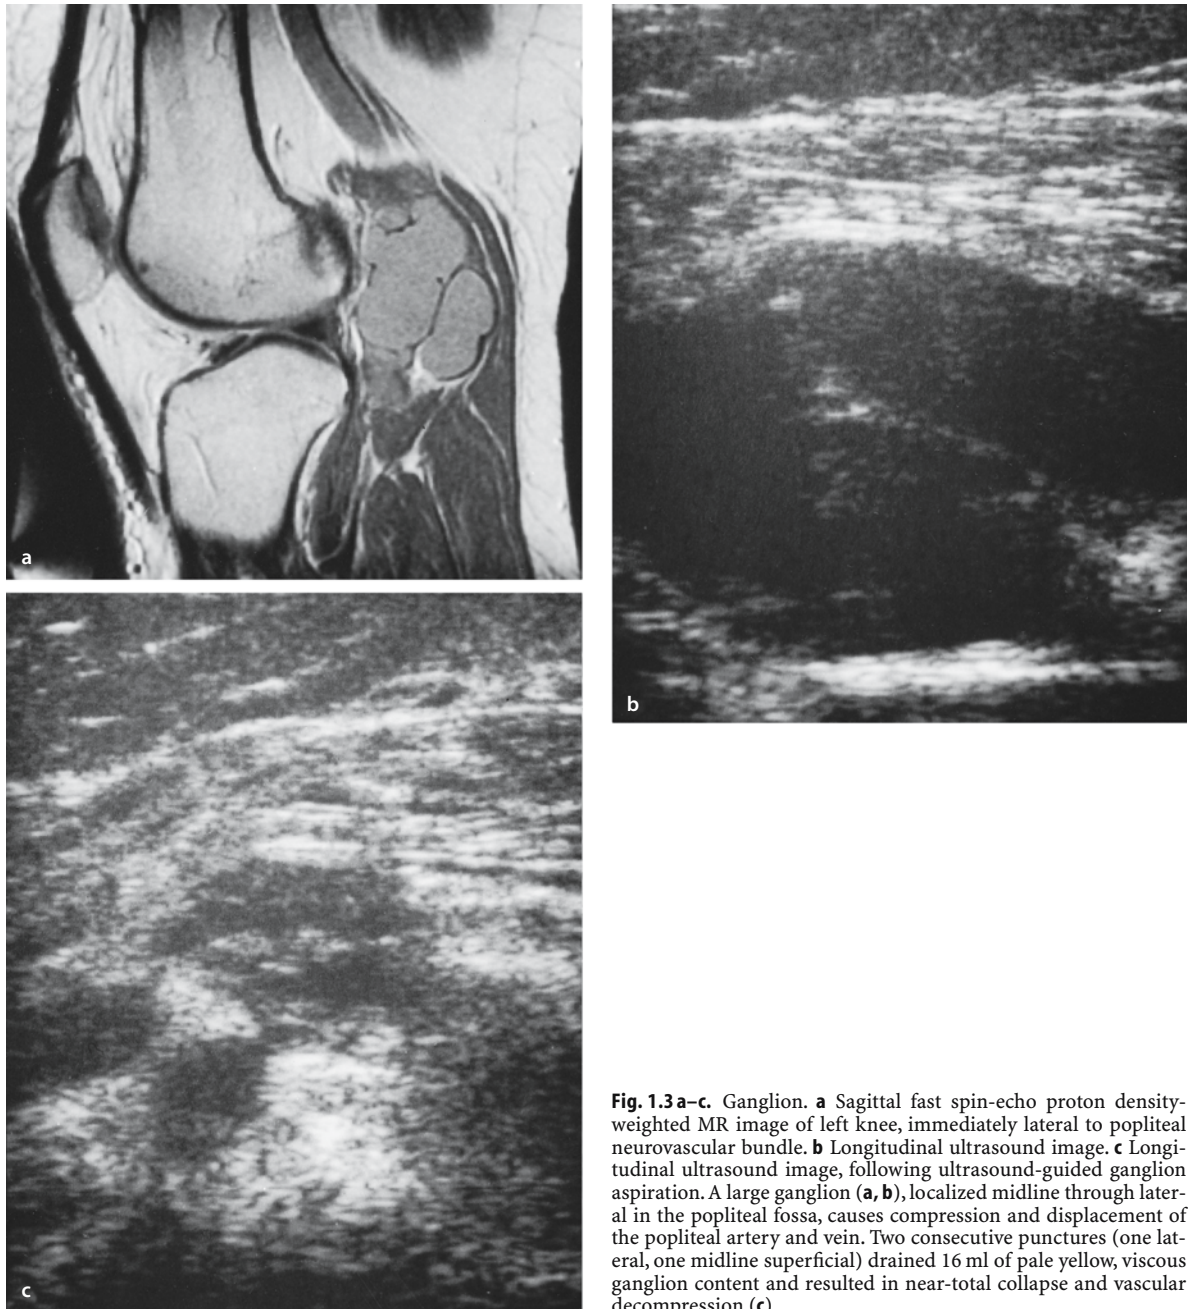 a
b
c
Fig. 1.3 a–c. Ganglion. a Sagittal fast spin-echo proton density-
weighted MR image of left knee, immediately lateral to popliteal
neurovascular bundle. b Longitudinal ultrasound image. c Longi-
tudinal ultrasound image, following ultrasound-guided ganglion
aspiration. A large ganglion (a, b), localized midline through later-
al in the popliteal fossa, causes compression and displacement of
the popliteal artery and vein. Two consecutive punctures (one lat-
eral, one midline superficial) drained 16 ml of pale yellow, viscous
ganglion content and resulted in near-total collapse and vascular
decompression (c)